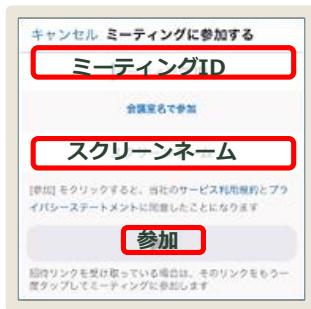 キャンセル ミーティングに参加する
ミーティングID
会議室名で参加
スクリーンネーム
[参加] をクリックすると、当社のサービス利用規約とプラ
イバシーステートメントに同意したことになります
参加
招待リンクを受け取っている場合は、そのリンクをもう一
度タップしてミーティングに参加します